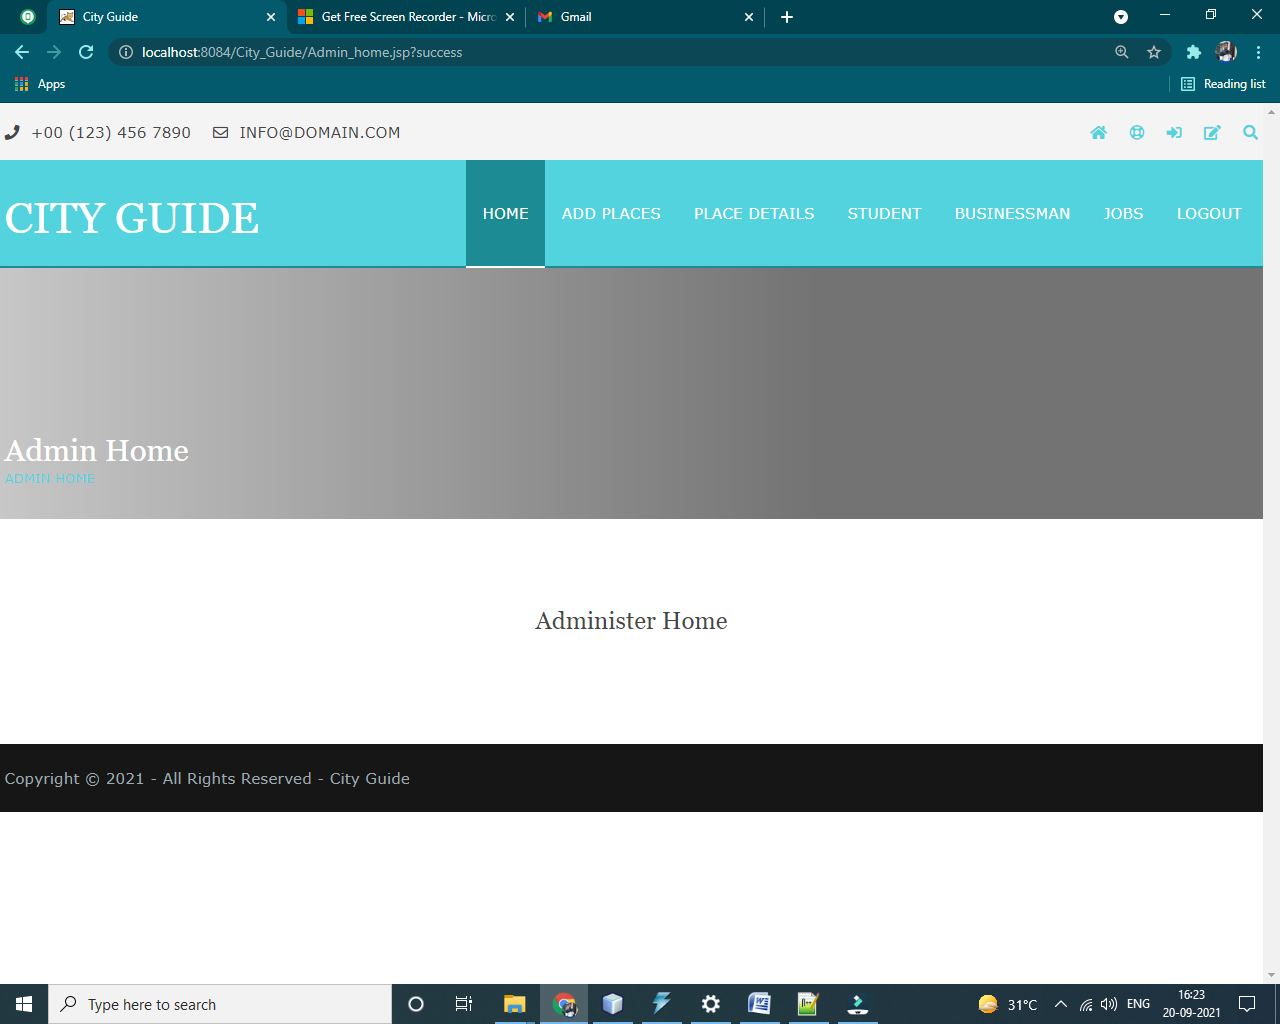 City Guide
Get Free Screen Recorder - Micro
Gmail
localhost:8084/City_Guide/Admin_home.jsp?success
Apps
Reading list
+00 (123) 456 7890
INFO@DOMAIN.COM
CITY GUIDE
HOME
ADD PLACES
PLACE DETAILS
STUDENT
BUSINESSMAN
JOBS
LOGOUT
Admin Home
ADMIN HOME
Administer Home
Copyright © 2021 - All Rights Reserved - City Guide
Type here to search
31°C
ENG
16:23
20-09-2021